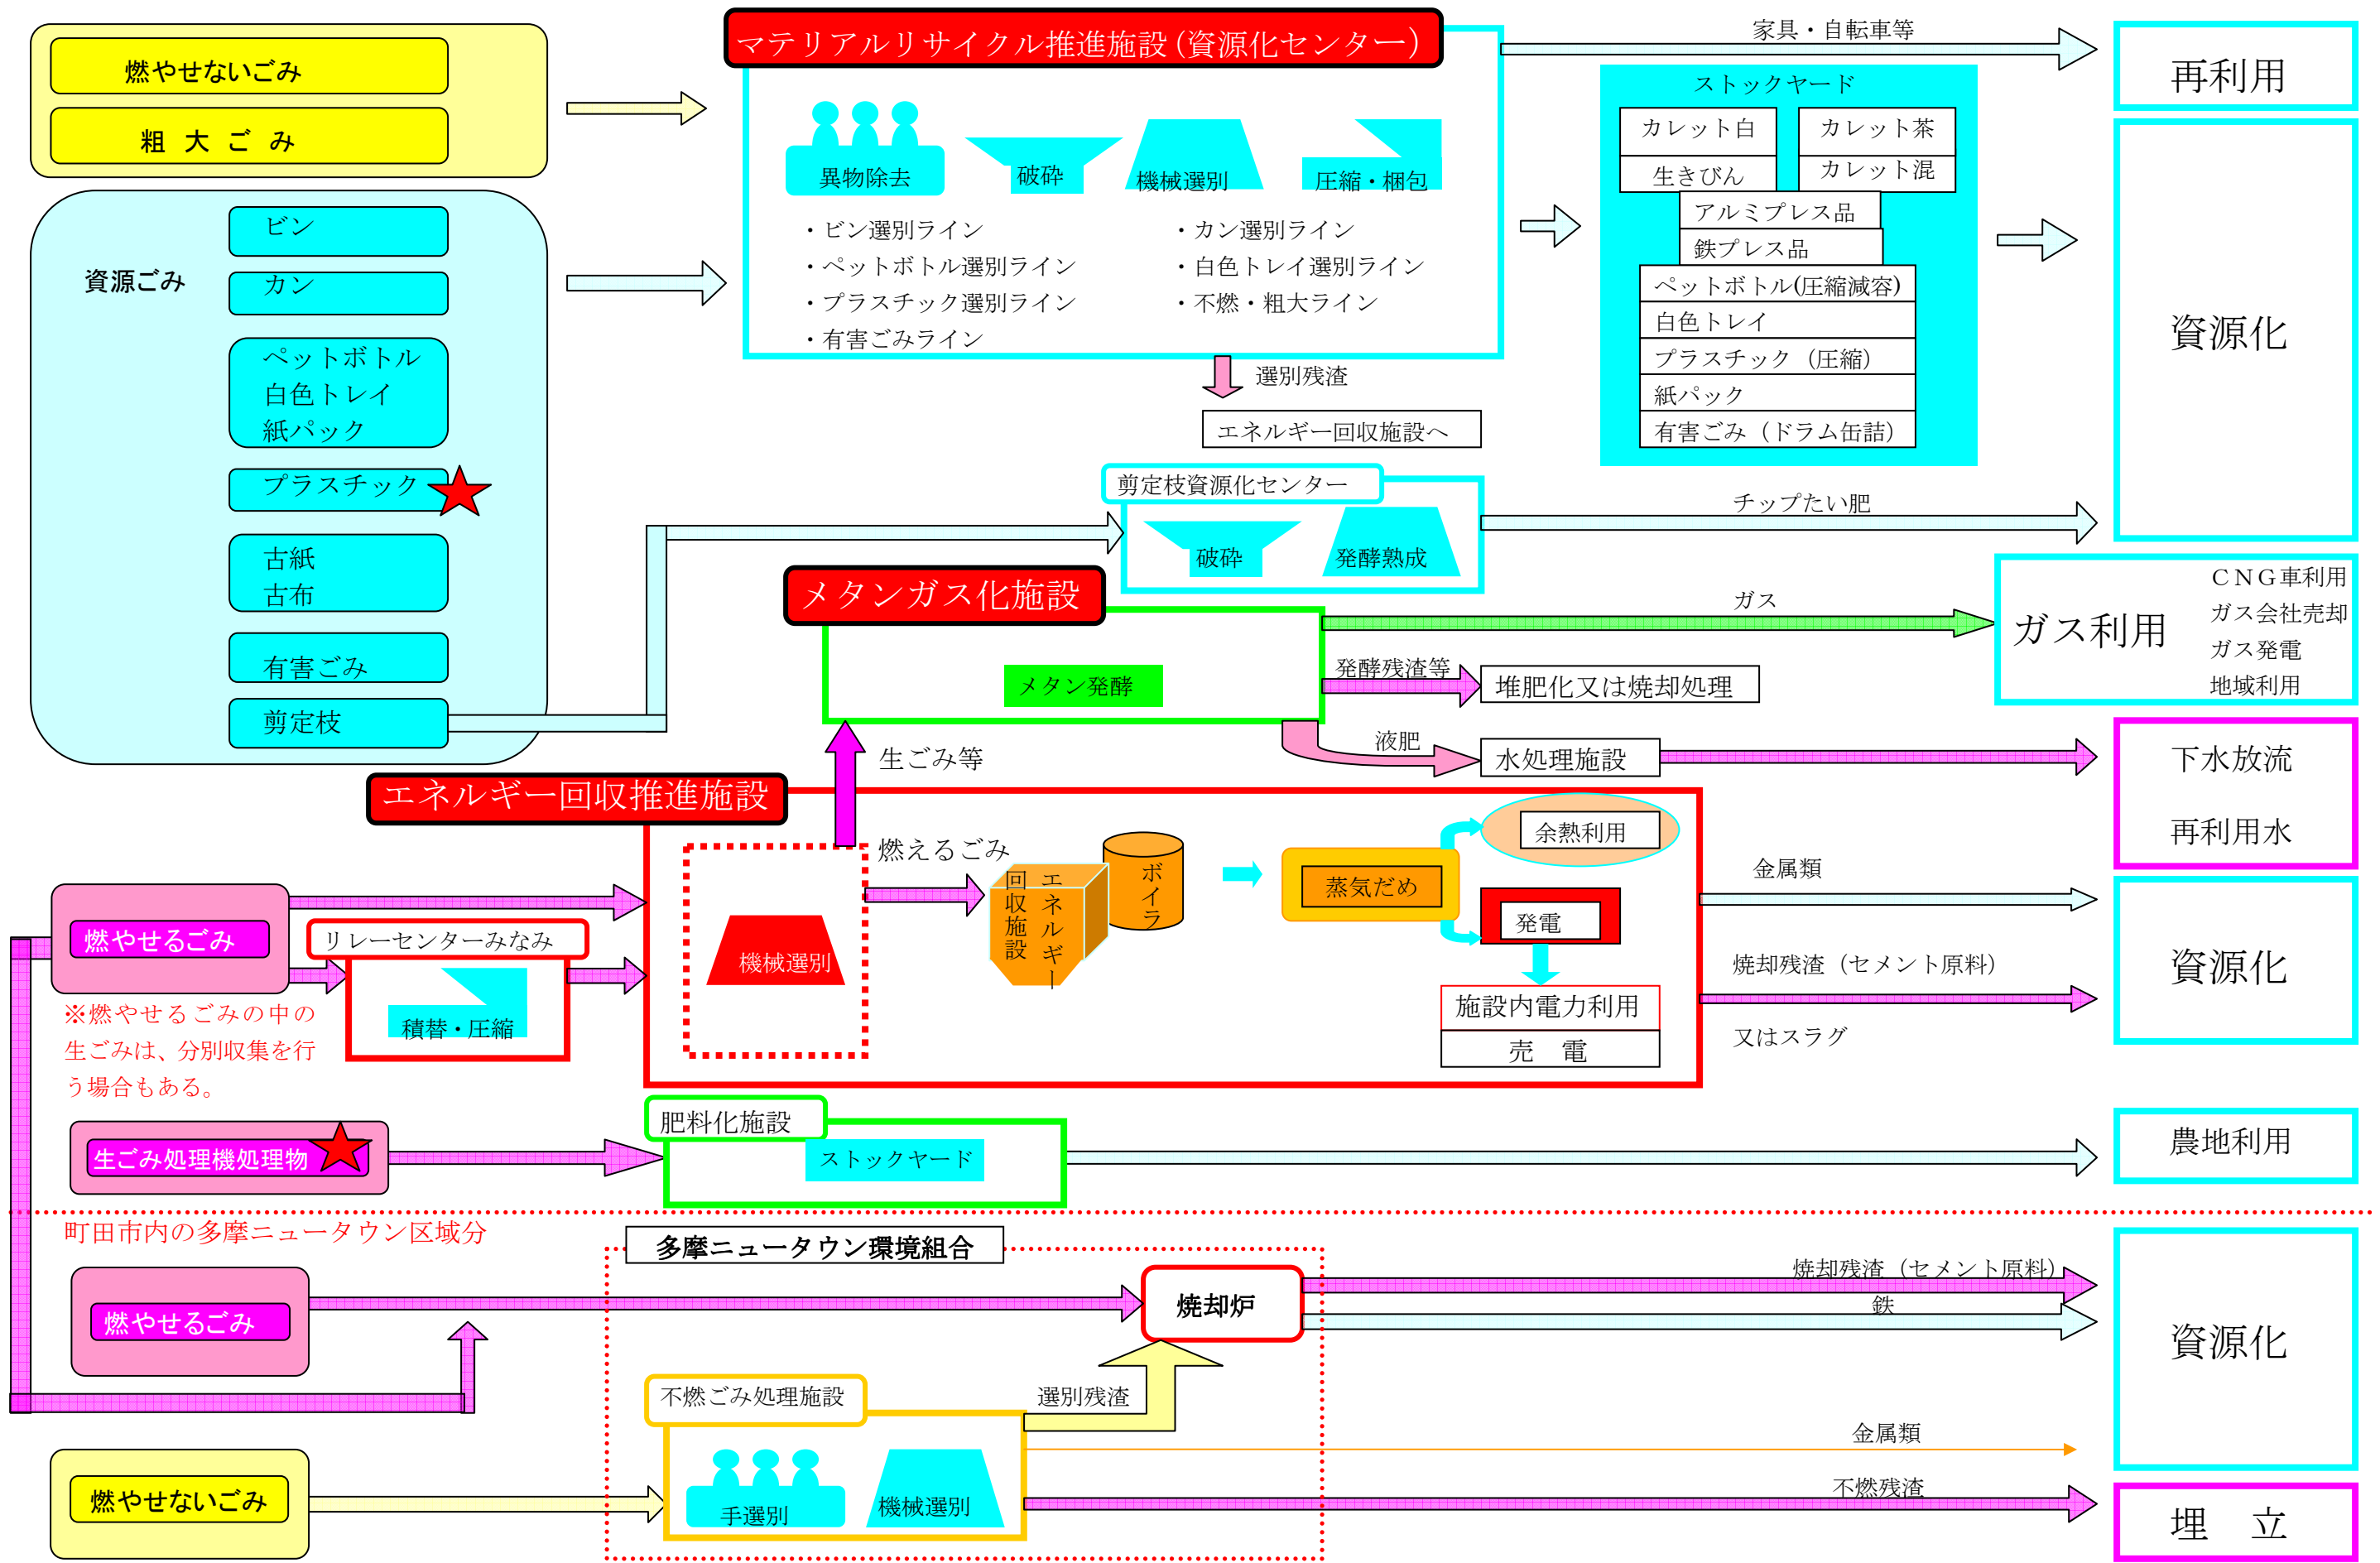 マテリアルリサイクル推進施設(資源化センター)
燃やせないごみ
粗 大 ご み
資源ごみ
ビン
カン
ペットボトル
白色トレイ
紙パック
プラスチック
古紙
古布
有害ごみ
剪定枝
異物除去
破砕
機械選別
圧縮・梱包
・ビン選別ライン
・ペットボトル選別ライン
・プラスチック選別ライン
・有害ごみライン
・カン選別ライン
・白色トレイ選別ライン
・不燃・粗大ライン
選別残渣
エネルギー回収施設へ
家具・自転車等
再利用
ストックヤード
カレット白
カレット茶
生きびん
カレット混
アルミプレス品
鉄プレス品
ペットボトル(圧縮減容)
白色トレイ
プラスチック（圧縮）
紙パック
有害ごみ（ドラム缶詰）
資源化
剪定枝資源化センター
破砕
発酵熟成
チップたい肥
メタンガス化施設
メタン発酵
ガス
ガス利用
ＣＮＧ車利用
ガス会社売却
ガス発電
地域利用
発酵残渣等
堆肥化又は焼却処理
液肥
水処理施設
下水放流
再利用水
生ごみ等
エネルギー回収推進施設
燃えるごみ
機械選別
エネルギー
回収施設
ボイラ
蒸気だめ
余熱利用
発電
施設内電力利用
売　電
金属類
焼却残渣（セメント原料）
又はスラグ
資源化
燃やせるごみ
リレーセンターみなみ
積替・圧縮
※燃やせるごみの中の
生ごみは、分別収集を行
う場合もある。
生ごみ処理機処理物
肥料化施設
ストックヤード
農地利用
町田市内の多摩ニュータウン区域分
多摩ニュータウン環境組合
燃やせるごみ
焼却炉
焼却残渣（セメント原料）
鉄
資源化
不燃ごみ処理施設
選別残渣
手選別
機械選別
金属類
燃やせないごみ
不燃残渣
埋　立